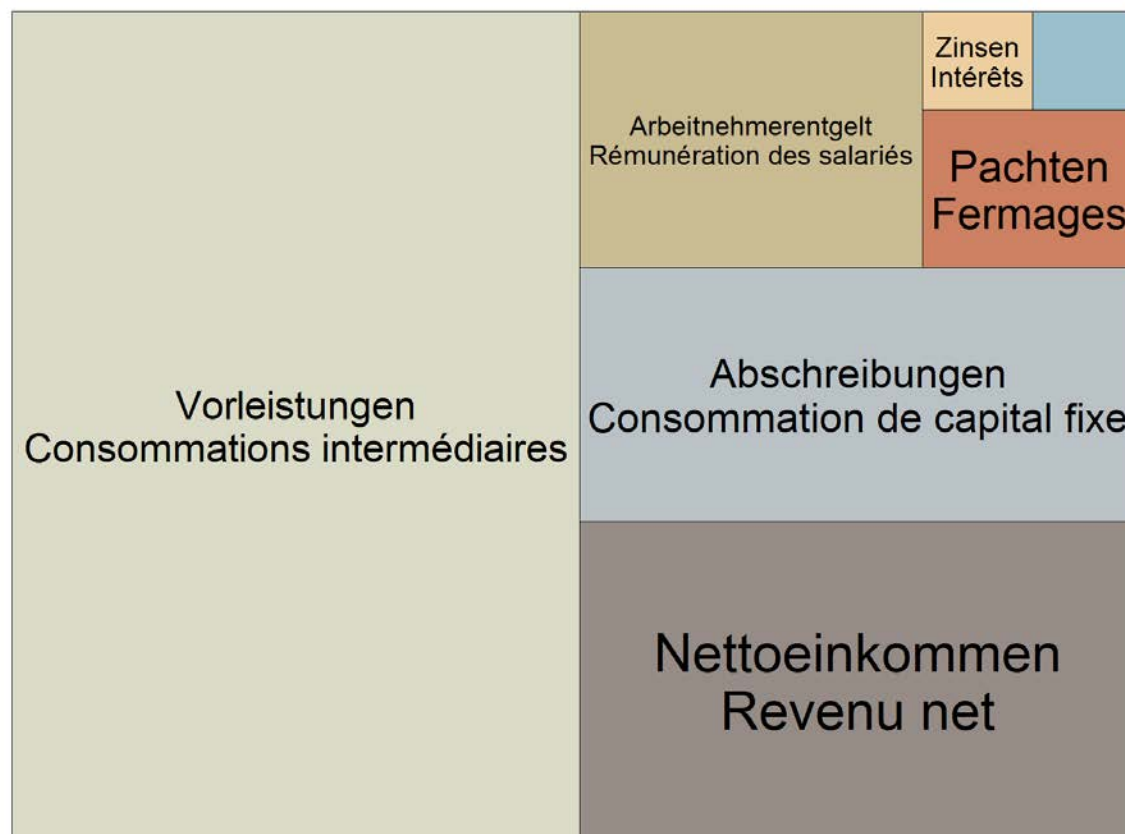 Zinsen
Intérêts
Arbeitnehmerentgelt
Rémunération des salariés
Pachten
Fermages
Vorleistungen
Consommations intermédiaires
Abschreibungen
Consommation de capital fixe
Nettoeinkommen
Revenu net